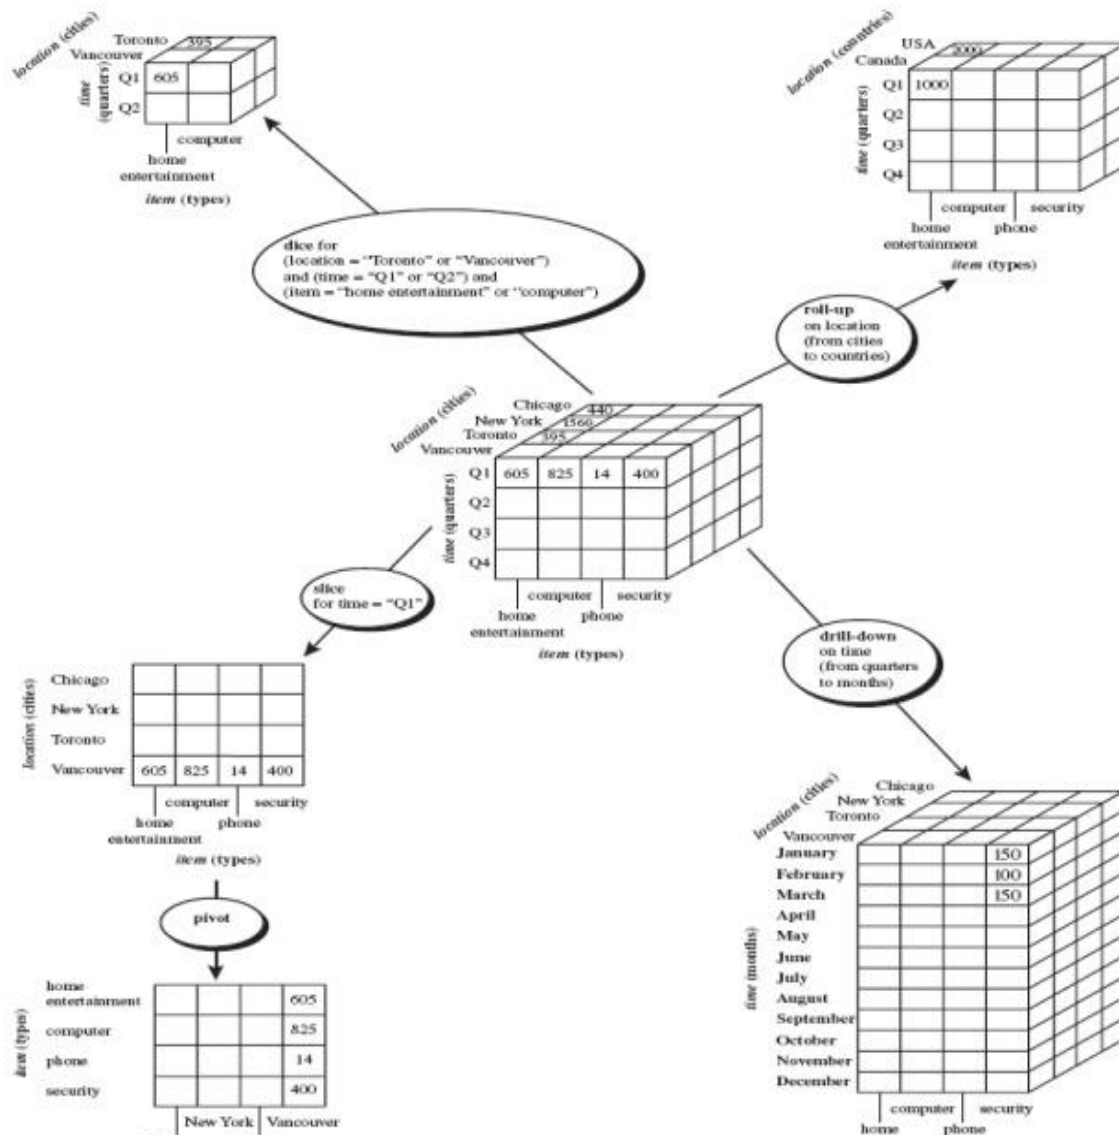 location (cities)
Toronto 395
Vancouver
time (quarters)
Q1 605
Q2
computer
home
entertainment
item (types)
location (countries)
USA 2000
Canada
time (quarters)
Q1 1000
Q2
Q3
Q4
computer security
home phone
entertainment
item (types)
dice for
(location = "Toronto" or "Vancouver")
and (time = "Q1" or "Q2") and
(item = "home entertainment" or "computer")
roll-up
on location
(from cities
to countries)
location (cities)
Chicago 440
New York 1560
Toronto 395
Vancouver
time (quarters)
Q1 605 825 14 400
Q2
Q3
Q4
computer security
home phone
entertainment
item (types)
slice
for time = "Q1"
drill-down
on time
(from quarters
to months)
location (cities)
Chicago
New York
Toronto
Vancouver 605 825 14 400
computer security
home phone
entertainment
item (types)
pivot
item (types)
home
entertainment 605
computer 825
phone 14
security 400
New York Vancouver
location (cities)
Chicago
New York
Toronto
Vancouver
time (months)
January 150
February 100
March 150
April
May
June
July
August
September
October
November
December
computer security
home phone